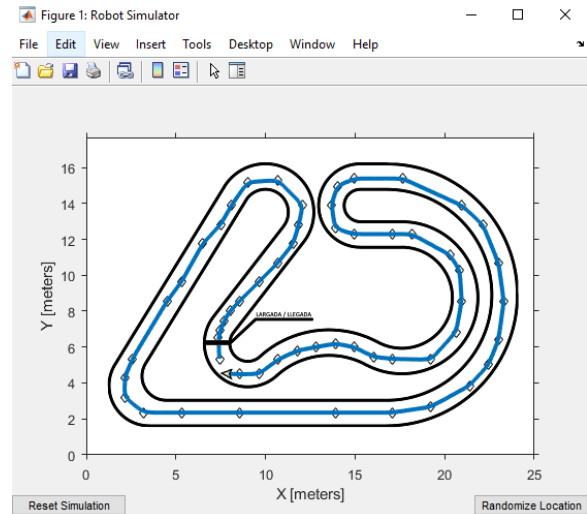 Figure 1: Robot Simulator
File Edit View Insert Tools Desktop Window Help
16
14
12
10
8
6
4
2
0
Y [meters]
LARGADA / LLEGADA
0 5 10 15 20 25
X [meters]
Reset Simulation
Randomize Location